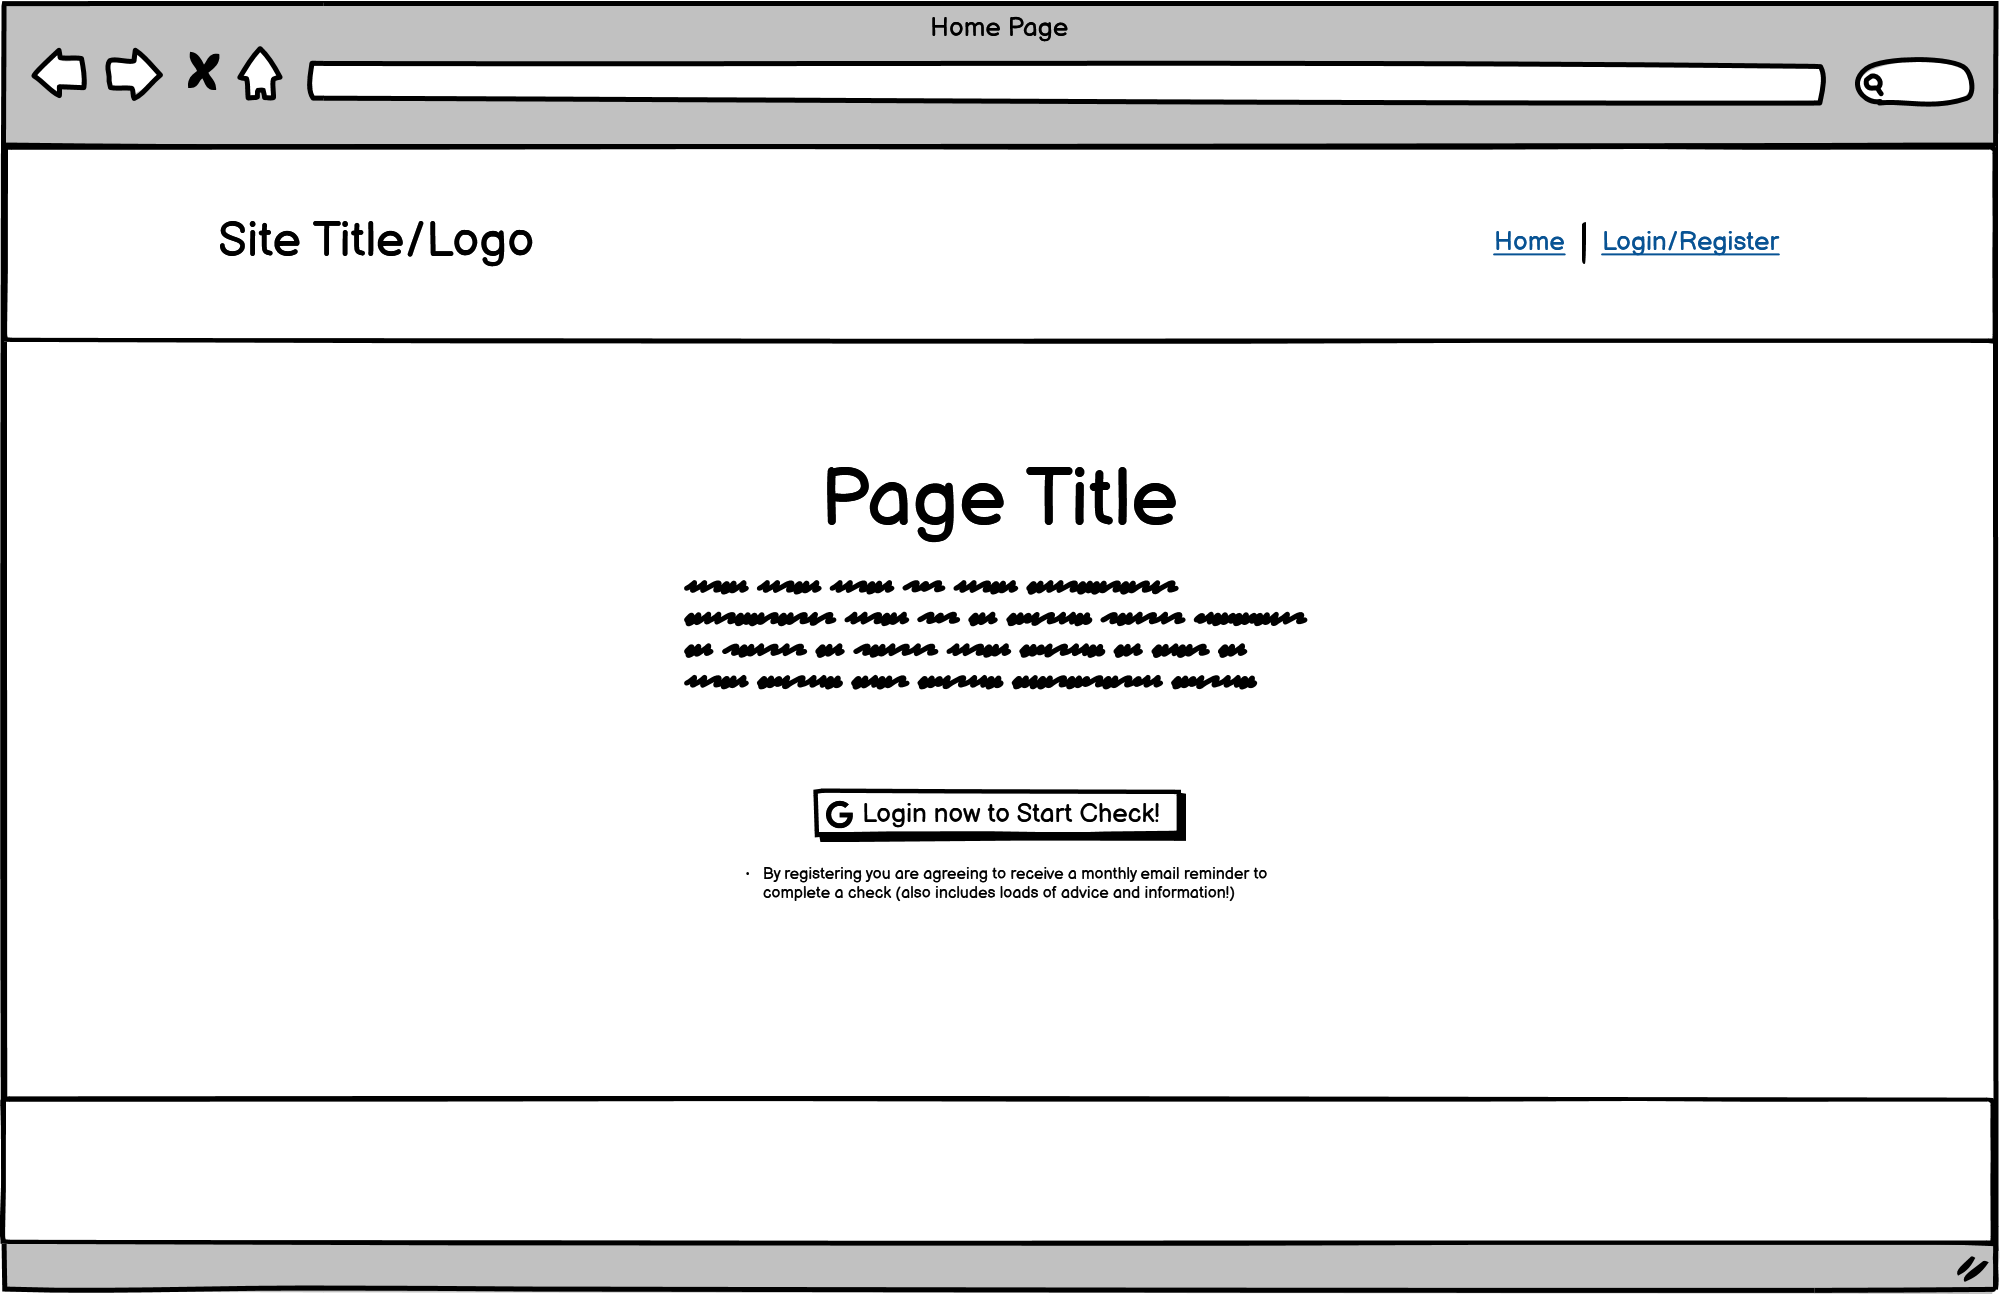 Home Page
Site Title/Logo
Home | Login/Register
Page Title
G Login now to Start Check!
· By registering you are agreeing to receive a monthly email reminder to
complete a check (also includes loads of advice and information!)